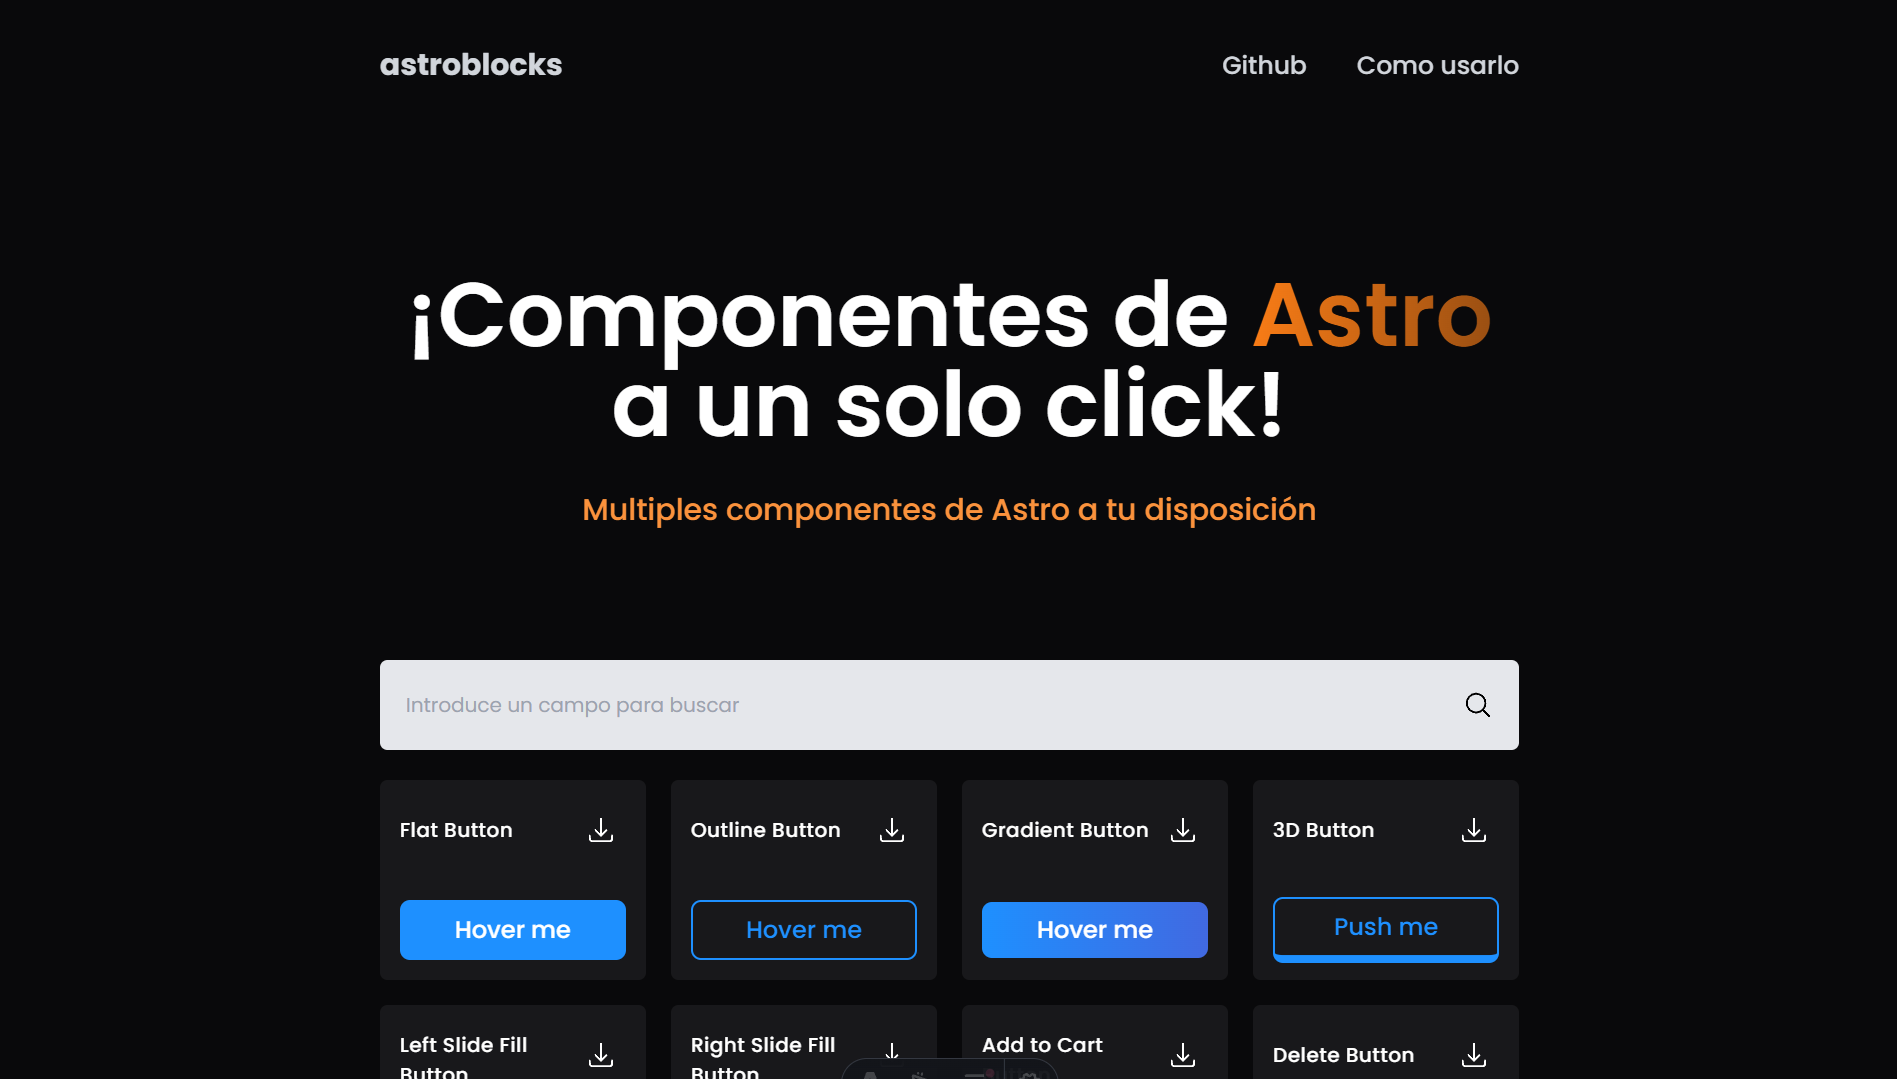 astroblocks
Github
Como usarlo
¡Componentes de Astro
a un solo click!
Multiples componentes de Astro a tu disposición
Introduce un campo para buscar
Flat Button
Outline Button
Gradient Button
3D Button
Hover me
Hover me
Hover me
Push me
Left Slide Fill
Button
Right Slide Fill
Button
Add to Cart
Button
Delete Button